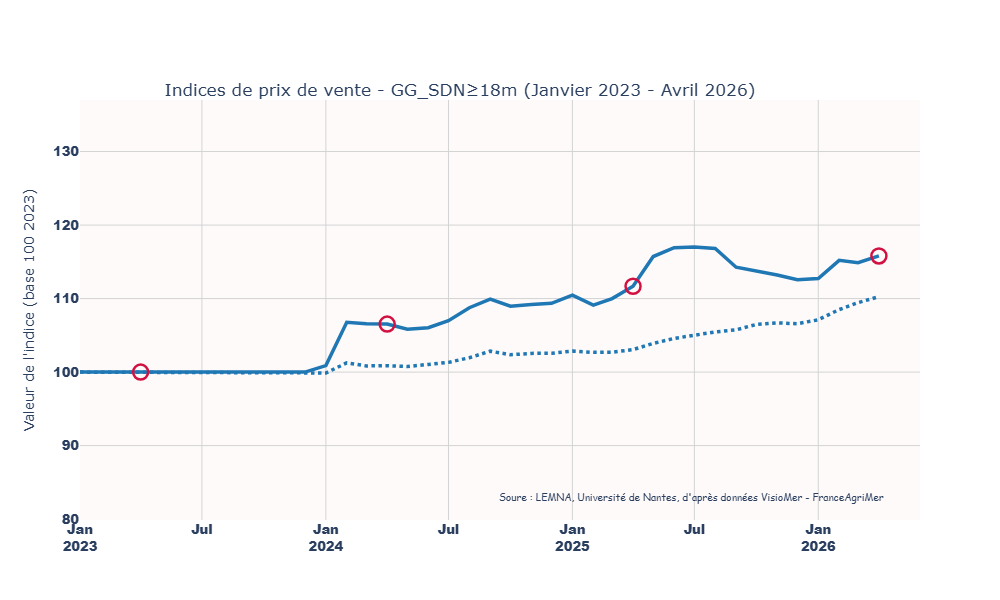 Indices de prix de vente - GG_SDN≥18m (Janvier 2023 - Avril 2026)
Valeur de l'indice (base 100 2023)
130
120
110
100
90
80
Soure : LEMNA, Université de Nantes, d'après données VisioMer - FranceAgriMer
Jan Jul Jan Jul Jan Jul Jan
2023 2024 2025 2026